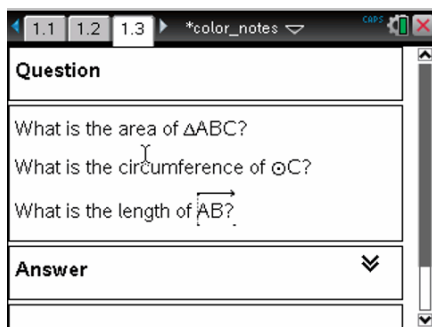 1.1 1.2 1.3 *color_notes CAPS
Question
What is the area of △ABC?
What is the circumference of ⊙C?
What is the length of AB?
Answer